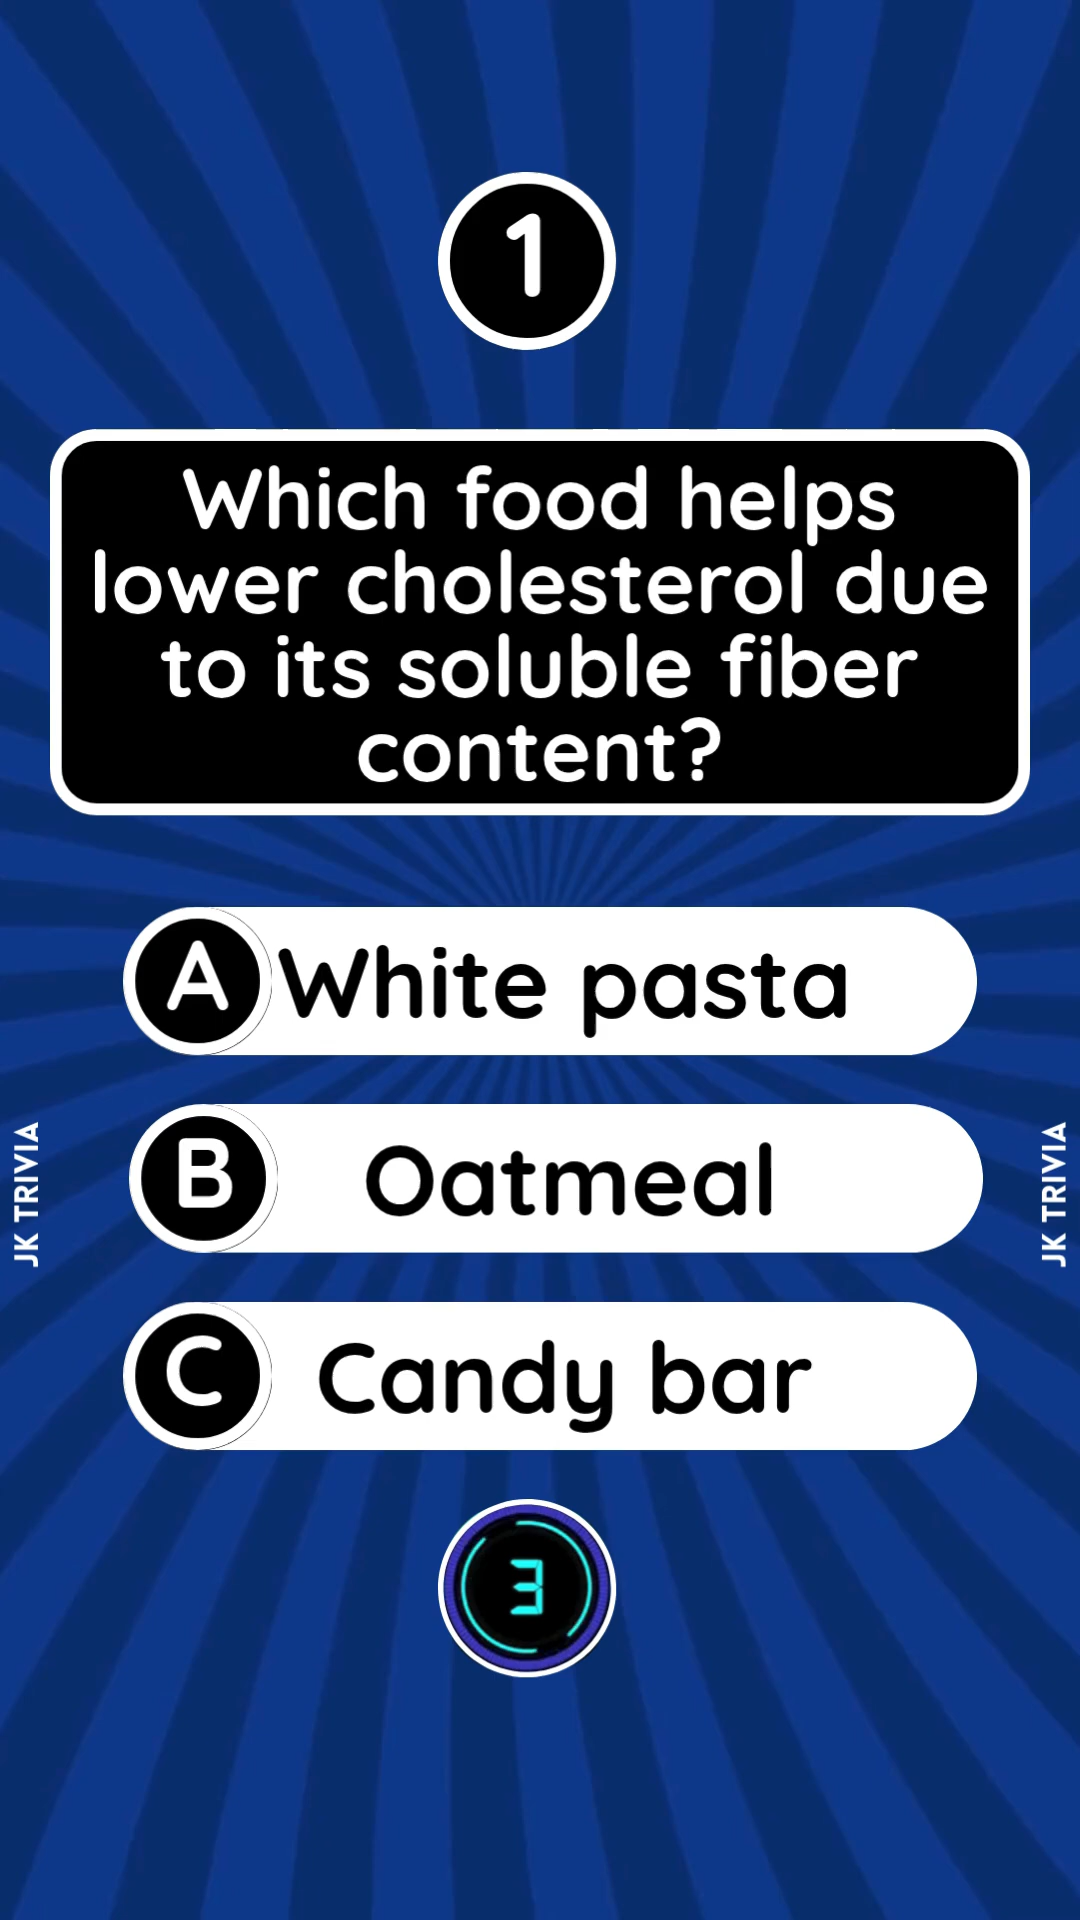 1
Which food helps
lower cholesterol due
to its soluble fiber
content?
A White pasta
B Oatmeal
C Candy bar
JK TRIVIA
JK TRIVIA
3